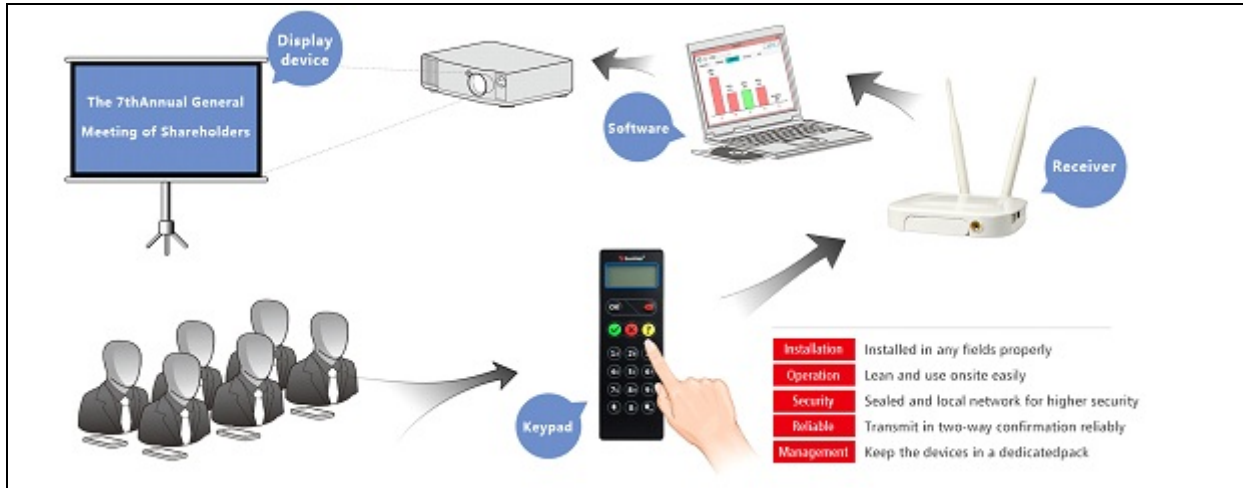 Display
device
The 7thAnnual General
Meeting of Shareholders
Software
Receiver
Keypad
OK
Installation Installed in any fields properly
Operation Lean and use onsite easily
Security Sealed and local network for higher security
Reliable Transmit in two-way confirmation reliably
Management Keep the devices in a dedicatedpack